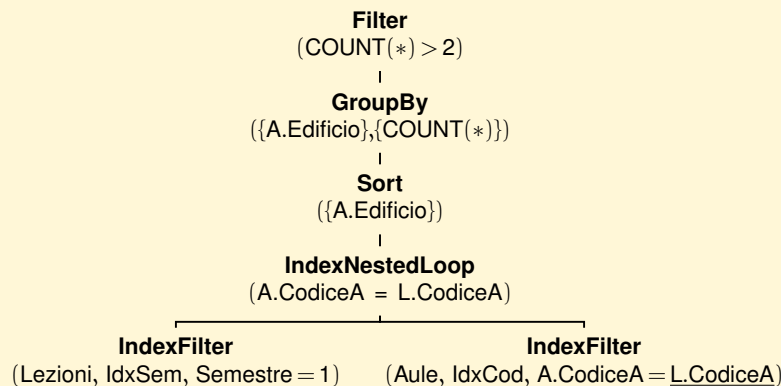 Filter
(COUNT(∗) > 2)
GroupBy
({A.Edificio},{COUNT(∗)})
Sort
({A.Edificio})
IndexNestedLoop
(A.CodiceA = L.CodiceA)
IndexFilter IndexFilter
(Lezioni, IdxSem, Semestre = 1) (Aule, IdxCod, A.CodiceA = L.CodiceA)